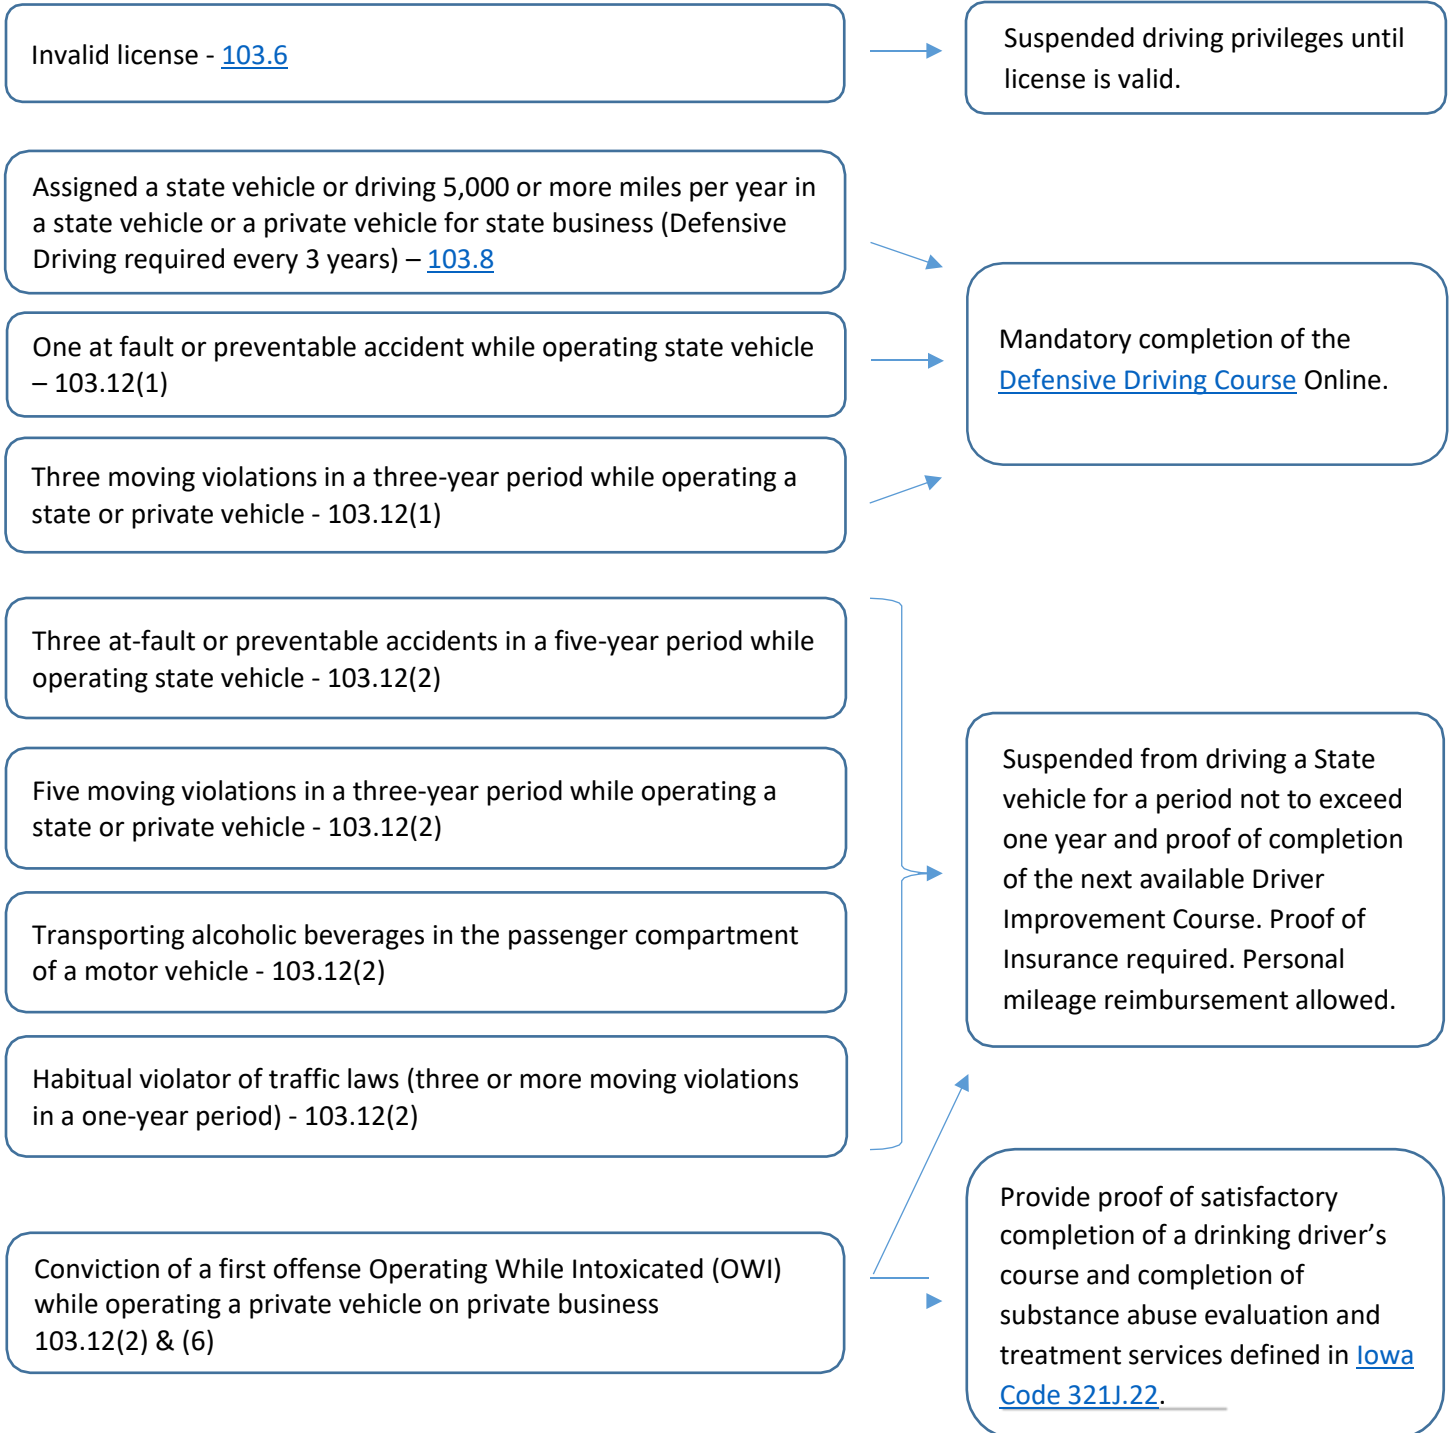 Invalid license - 103.6
Suspended driving privileges until
license is valid.
Assigned a state vehicle or driving 5,000 or more miles per year in
a state vehicle or a private vehicle for state business (Defensive
Driving required every 3 years) – 103.8
One at fault or preventable accident while operating state vehicle
– 103.12(1)
Three moving violations in a three-year period while operating a
state or private vehicle - 103.12(1)
Mandatory completion of the
Defensive Driving Course Online.
Three at-fault or preventable accidents in a five-year period while
operating state vehicle - 103.12(2)
Five moving violations in a three-year period while operating a
state or private vehicle - 103.12(2)
Transporting alcoholic beverages in the passenger compartment
of a motor vehicle - 103.12(2)
Habitual violator of traffic laws (three or more moving violations
in a one-year period) - 103.12(2)
Suspended from driving a State
vehicle for a period not to exceed
one year and proof of completion
of the next available Driver
Improvement Course. Proof of
Insurance required. Personal
mileage reimbursement allowed.
Conviction of a first offense Operating While Intoxicated (OWI)
while operating a private vehicle on private business
103.12(2) & (6)
Provide proof of satisfactory
completion of a drinking driver’s
course and completion of
substance abuse evaluation and
treatment services defined in Iowa
Code 321J.22.